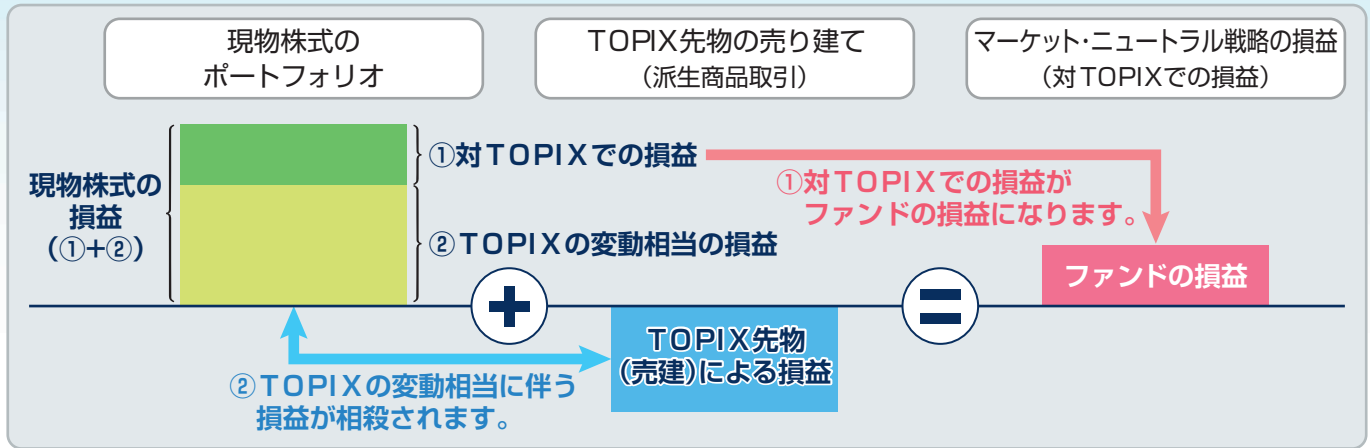 現物株式の
ポートフォリオ
TOPIX先物の売り建て
（派生商品取引）
マーケット・ニュートラル戦略の損益
（対TOPIXでの損益）
現物株式の
損益
（①+②）
①対TOPIXでの損益
②TOPIXの変動相当の損益
①対TOPIXでの損益が
ファンドの損益になります。
+
=
ファンドの損益
TOPIX先物
（売建）による損益
②TOPIXの変動相当に伴う
損益が相殺されます。